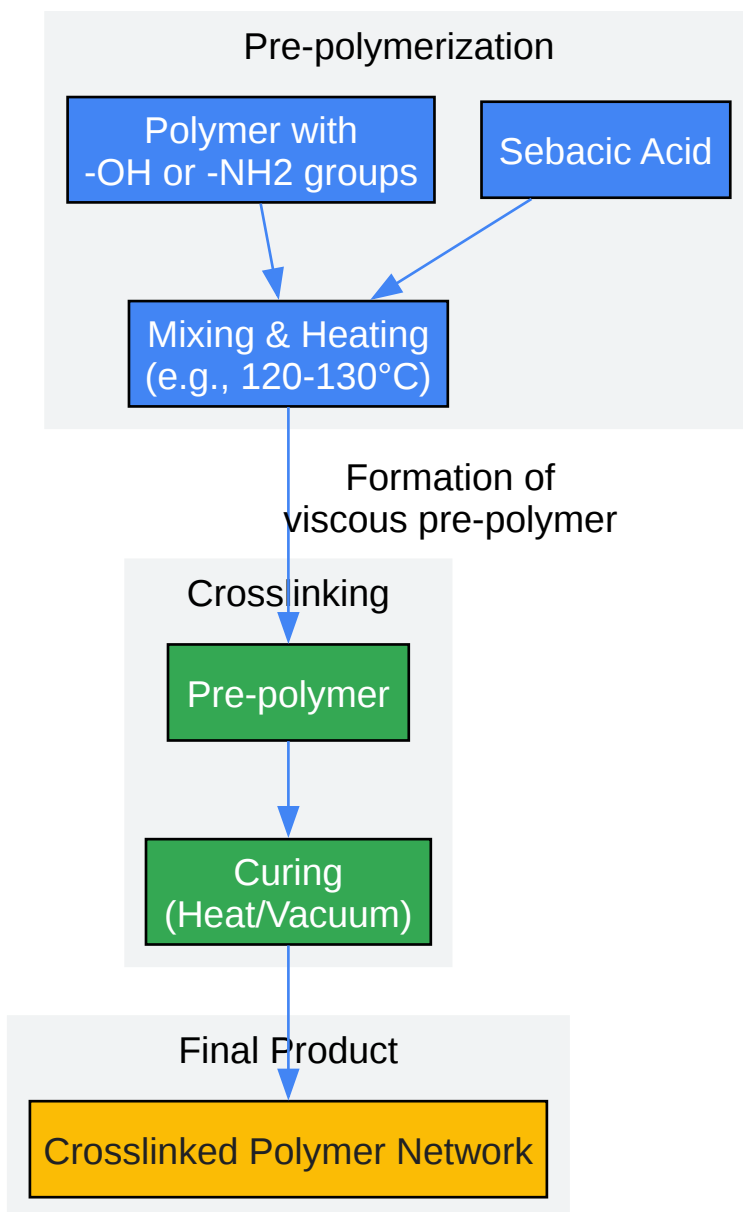 Pre-polymerization
Polymer with
-OH or -NH2 groups
Sebacic Acid
Mixing & Heating
(e.g., 120-130°C)
Formation of
viscous pre-polymer
Crosslinking
Pre-polymer
Curing
(Heat/Vacuum)
Final Product
Crosslinked Polymer Network